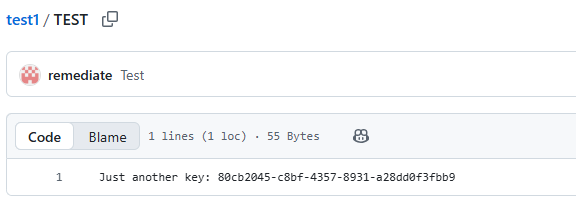 test1 / TEST
remediate Test
Code Blame 1 lines (1 loc) · 55 Bytes
1 Just another key: 80cb2045-c8bf-4357-8931-a28dd0f3fbb9